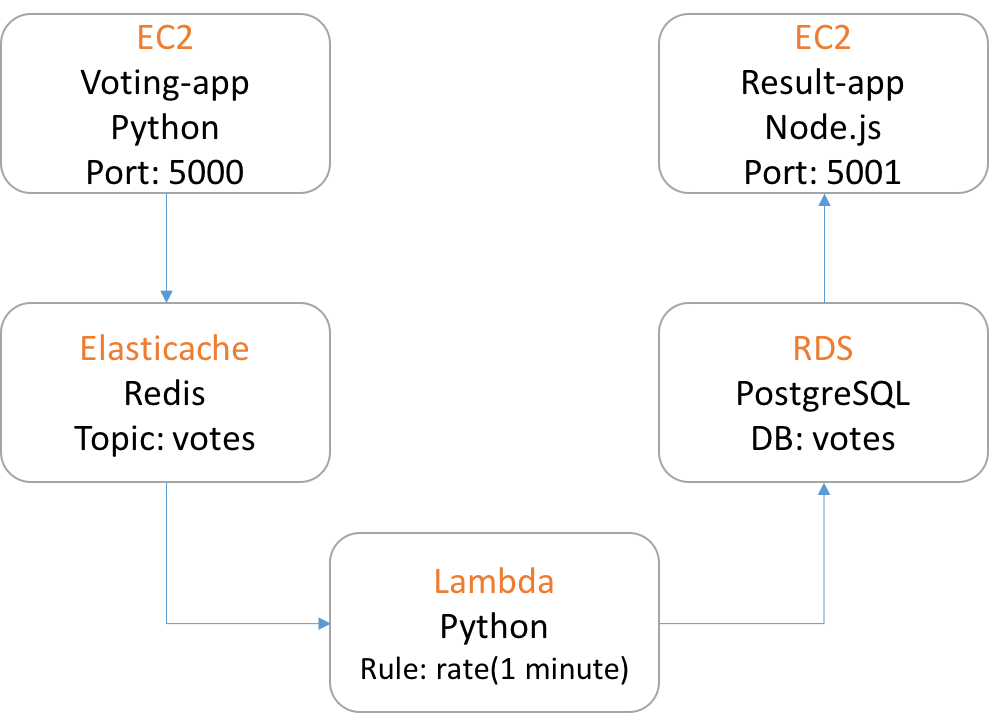 EC2
Voting-app
Python
Port: 5000
EC2
Result-app
Node.js
Port: 5001
Elasticache
Redis
Topic: votes
RDS
PostgreSQL
DB: votes
Lambda
Python
Rule: rate(1 minute)